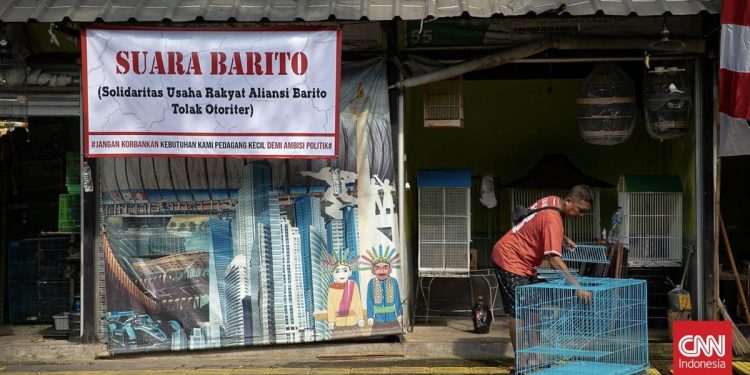 SUARA BARITO
(Solidaritas Usaha Rakyat Aliansi Barito
Tolak Otoriter)
#JANGAN KORBANKAN KEBUTUHAN KAMI PEDAGANG KECIL DEMI AMBISI POLITIK#
55
CNN
Indonesia